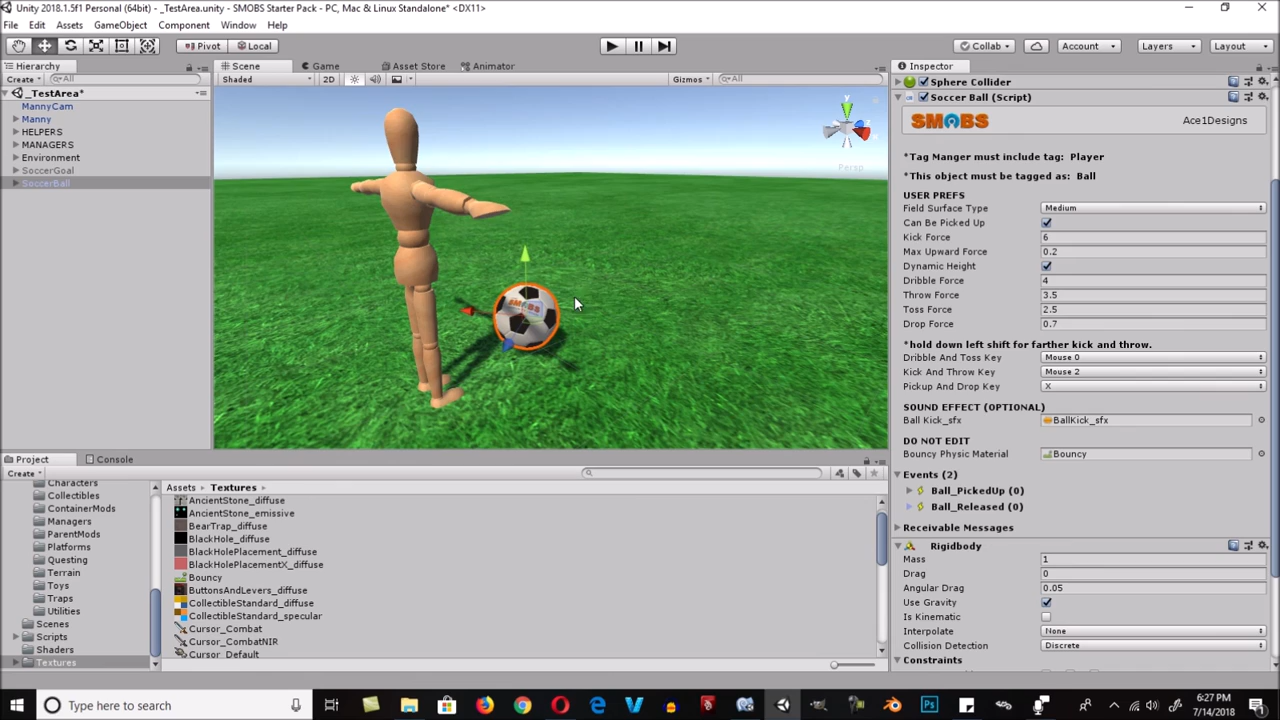 Unity 2018.1.5f1 Personal (64bit) - _TestArea.unity - SMOBS Starter Pack - PC, Mac & Linux Standalone* <DX11>
File Edit Assets GameObject Component Window Help
Pivot Local Collab Account Layers Layout
Hierarchy
Create All
_TestArea*
MannyCam
Manny
HELPERS
MANAGERS
Environment
SoccerGoal
SoccerBall
Scene Game Asset Store Animator
Shaded 2D Gizmos All
y
Persp
SMOBS
Inspector
Sphere Collider
Soccer Ball (Script)
SMOBS Ace1Designs
*Tag Manger must include tag: Player
*This object must be tagged as: Ball
USER PREFS
Field Surface Type Medium
Can Be Picked Up
Kick Force 6
Max Upward Force 0.2
Dynamic Height
Dribble Force 4
Throw Force 3.5
Toss Force 2.5
Drop Force 0.7
*hold down left shift for farther kick and throw.
Dribble And Toss Key Mouse 0
Kick And Throw Key Mouse 2
Pickup And Drop Key X
SOUND EFFECT (OPTIONAL)
Ball Kick_sfx BallKick_sfx
DO NOT EDIT
Bouncy Physic Material Bouncy
Events (2)
Ball_PickedUp (0)
Ball_Released (0)
Receivable Messages
Rigidbody
Mass 1
Drag 0
Angular Drag 0.05
Use Gravity
Is Kinematic
Interpolate None
Collision Detection Discrete
Constraints
Project Console
Create
Characters
Collectibles
ContainerMods
Managers
ParentMods
Platforms
Questing
Terrain
Toys
Traps
Utilities
Scenes
Scripts
Shaders
Textures
Assets Textures
AncientStone_diffuse
AncientStone_emissive
BearTrap_diffuse
BlackHole_diffuse
BlackHolePlacement_diffuse
BlackHolePlacementX_diffuse
Bouncy
ButtonsAndLevers_diffuse
CollectibleStandard_diffuse
CollectibleStandard_specular
Cursor_Combat
Cursor_CombatNIR
Cursor_Default
Type here to search
6:27 PM
7/14/2018